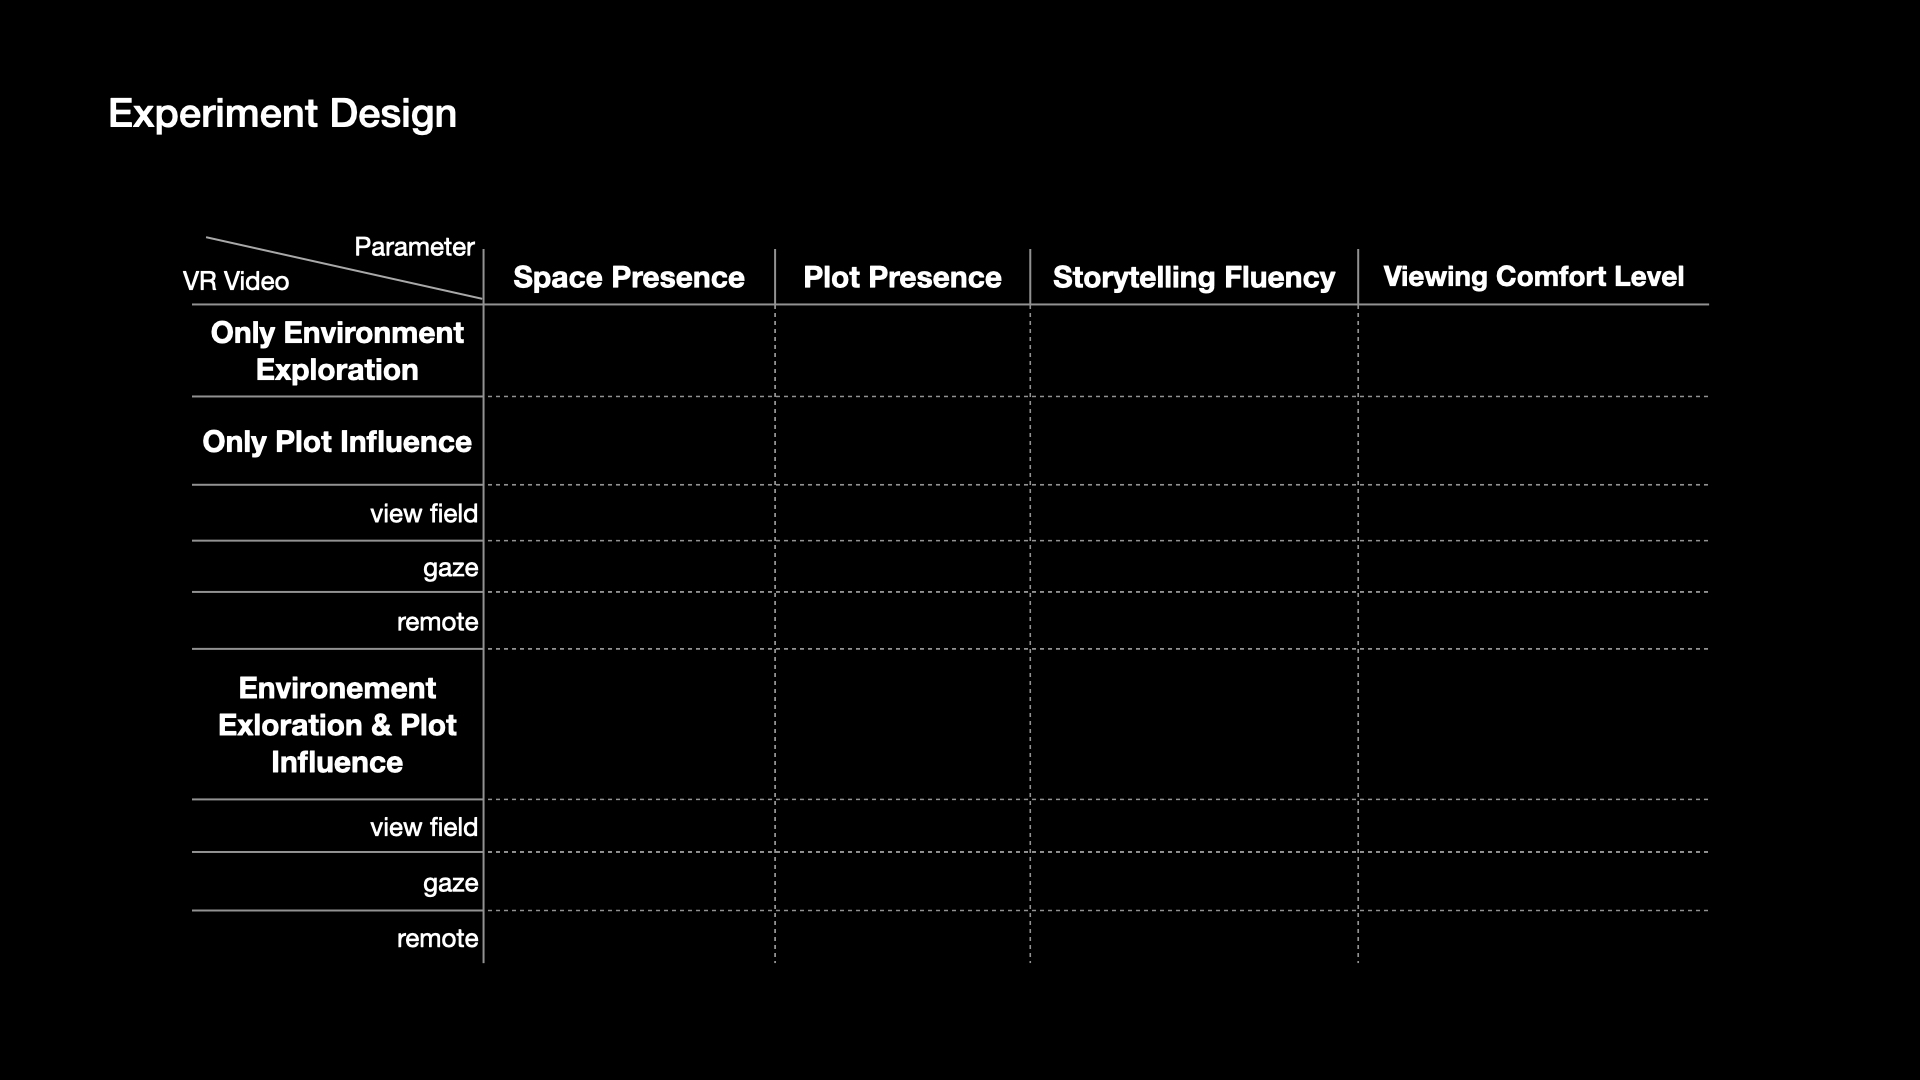 Experiment Design
Parameter
VR Video
Space Presence
Plot Presence
Storytelling Fluency
Viewing Comfort Level
Only Environment
Exploration
Only Plot Influence
view field
gaze
remote
Environement
Exloration & Plot
Influence
view field
gaze
remote